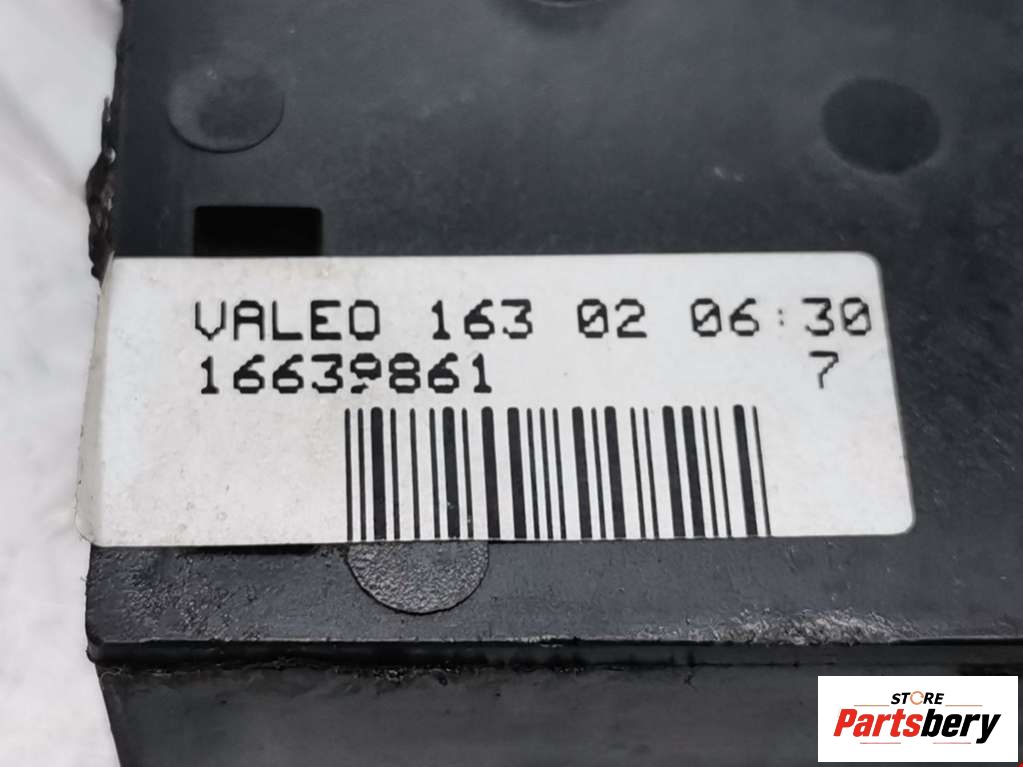 VALEO 163 02 06:30
16639861 7
STORE
Partsbery